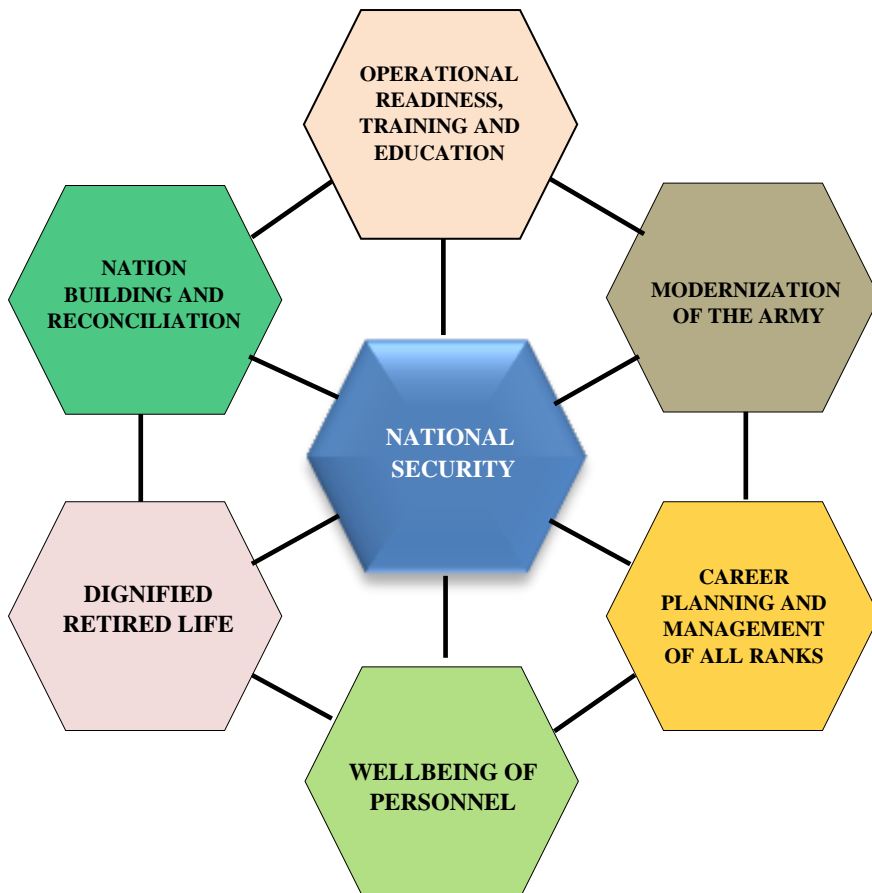 OPERATIONAL
READINESS,
TRAINING AND
EDUCATION
NATION
BUILDING AND
RECONCILIATION
MODERNIZATION
OF THE ARMY
NATIONAL
SECURITY
DIGNIFIED
RETIRED LIFE
CAREER
PLANNING AND
MANAGEMENT
OF ALL RANKS
WELLBEING OF
PERSONNEL